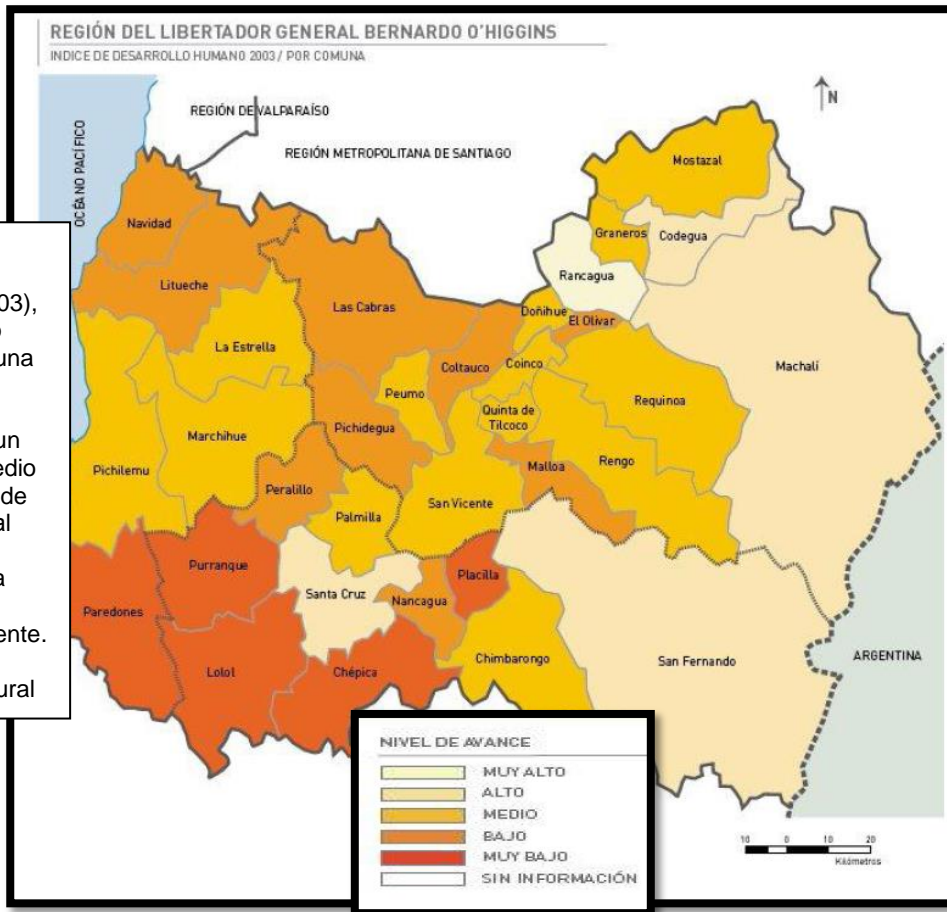 REGIÓN DEL LIBERTADOR GENERAL BERNARDO O'HIGGINS
INDICE DE DESARROLLO HUMANO 2003 / POR COMUNA
N
REGIÓN DE VALPARAÍSO
OCÉANO PACÍFICO
REGIÓN METROPOLITANA DE SANTIAGO
Mostazal
Navidad
Graneros
Codegua
Rancagua
03),
una
un
edio
de
al
a
ente.
ural
Litueche
Las Cabras
Doñihue
El Olivar
La Estrella
Coltauco
Coinco
Machalí
Peumo
Requinoa
Quinta de
Tilcoco
Marchihue
Pichidegua
Pichilemu
Malloa
Rengo
Peralillo
San Vicente
Palmilla
Purranque
Placilla
Santa Cruz
Nancagua
Paredones
Lolol
Chépica
Chimbarongo
San Fernando
ARGENTINA
NIVEL DE AVANCE
MUY ALTO
ALTO
MEDIO
BAJO
MUY BAJO
SIN INFORMACIÓN
10 0 10 20
Kilómetros